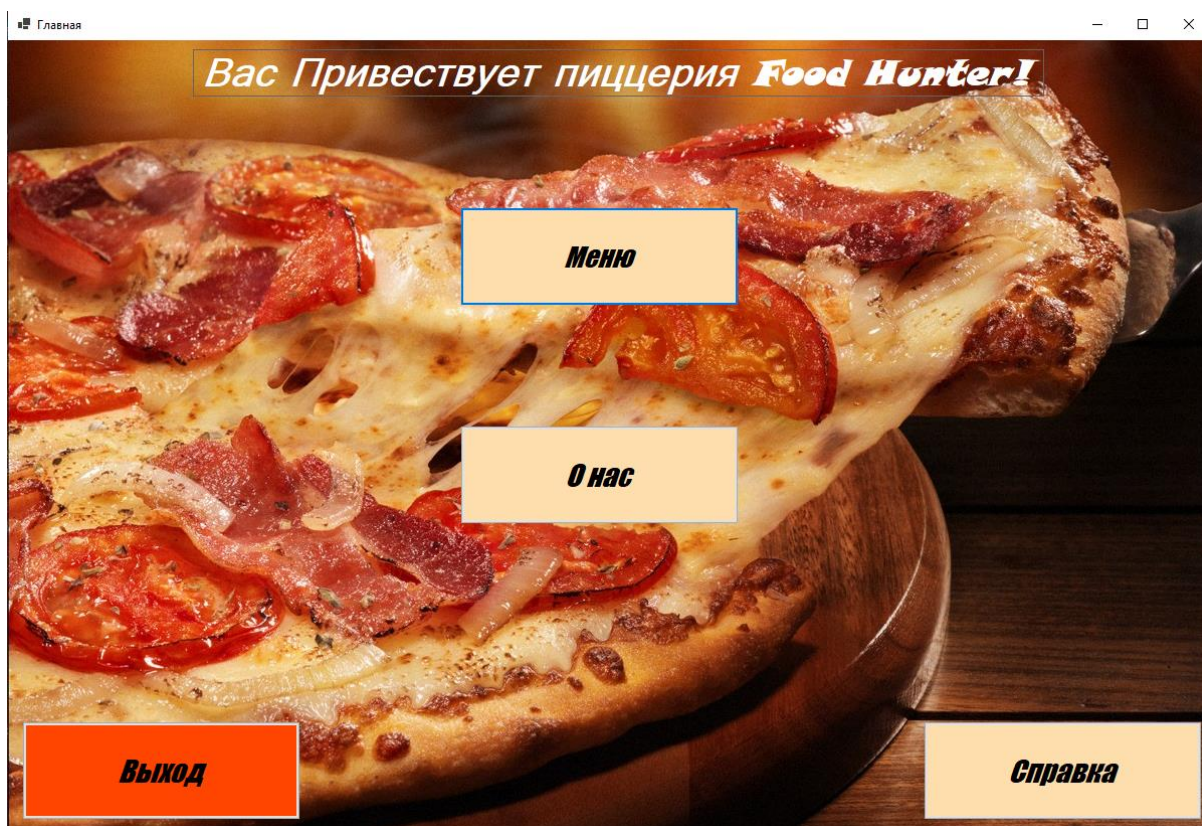 Главная
Вас Привествует пиццерия Food Hunter!
Меню
О нас
Выход
Справка